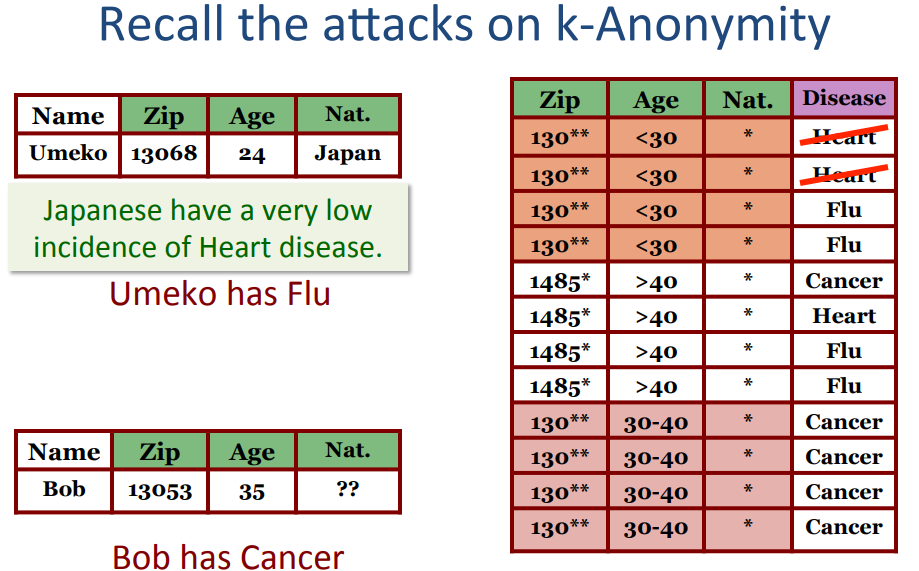 Recall the attacks on k-Anonymity
Name Zip Age Nat.
Umeko 13068 24 Japan
Japanese have a very low
incidence of Heart disease.
Umeko has Flu
Name Zip Age Nat.
Bob 13053 35 ??
Bob has Cancer
Zip Age Nat. Disease
130** <30 * Heart
130** <30 * Heart
130** <30 * Flu
130** <30 * Flu
1485* >40 * Cancer
1485* >40 * Heart
1485* >40 * Flu
1485* >40 * Flu
130** 30-40 * Cancer
130** 30-40 * Cancer
130** 30-40 * Cancer
130** 30-40 * Cancer